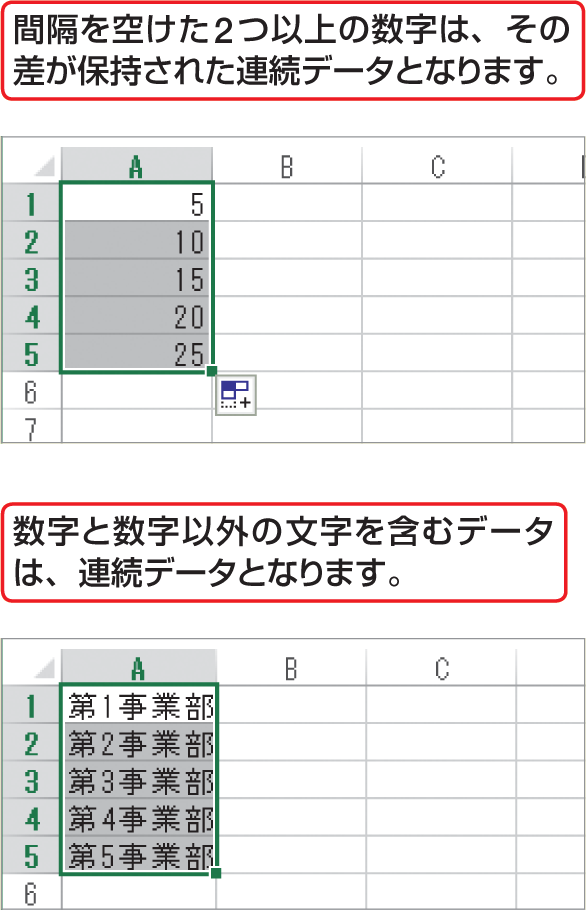 間隔を空けた2つ以上の数字は、その
差が保持された連続データとなります。
A B C
1 5
2 10
3 15
4 20
5 25
6
7
数字と数字以外の文字を含むデータ
は、連続データとなります。
A B C
1 第1事業部
2 第2事業部
3 第3事業部
4 第4事業部
5 第5事業部
6